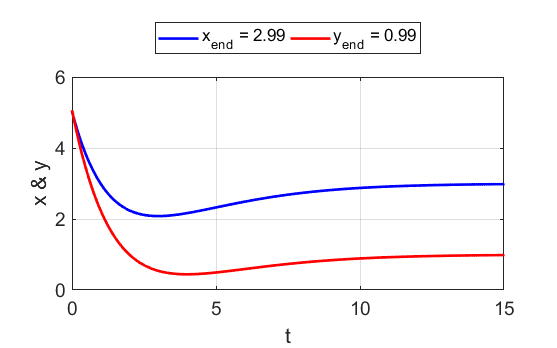 x_end = 2.99 y_end = 0.99
6
4
2
0
x & y
0 5 10 15
t